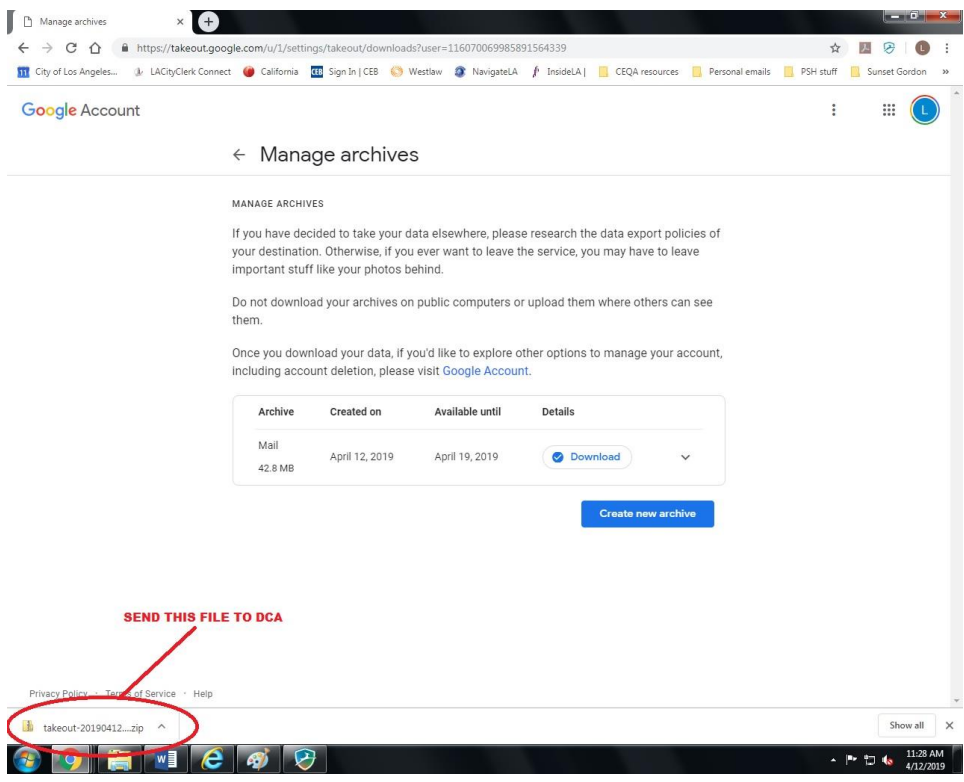 Manage archives
https://takeout.google.com/u/1/settings/takeout/downloads?user=116070069985891564339
L
City of Los Angeles... LACityClerk Connect California CEB Sign In | CEB Westlaw NavigateLA InsideLA | CEQA resources Personal emails PSH stuff Sunset Gordon »
Google Account
L
Manage archives
MANAGE ARCHIVES
If you have decided to take your data elsewhere, please research the data export policies of
your destination. Otherwise, if you ever want to leave the service, you may have to leave
important stuff like your photos behind.
Do not download your archives on public computers or upload them where others can see
them.
Once you download your data, if you'd like to explore other options to manage your account,
including account deletion, please visit Google Account.
Archive Created on Available until Details
Mail
42.8 MB
April 12, 2019 April 19, 2019 Download
Create new archive
SEND THIS FILE TO DCA
Privacy Policy · Terms of Service · Help
takeout-20190412....zip
Show all
11:28 AM
4/12/2019